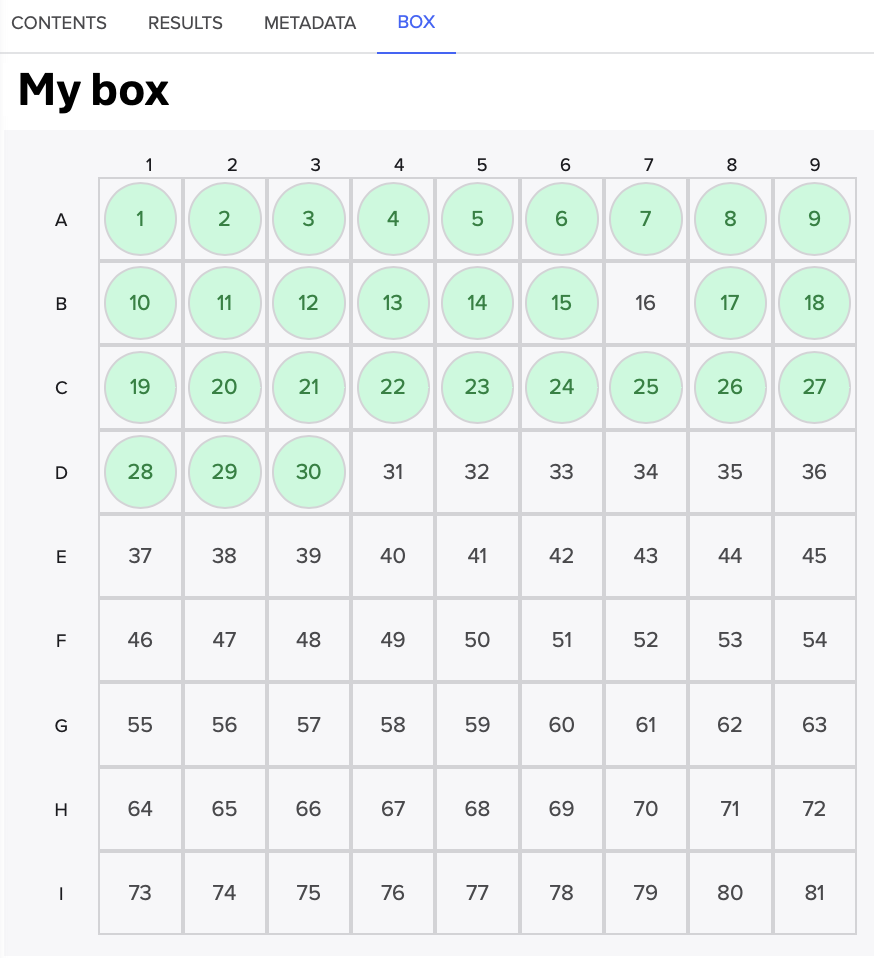 CONTENTS RESULTS METADATA BOX
My box
1 2 3 4 5 6 7 8 9
A 1 2 3 4 5 6 7 8 9
B 10 11 12 13 14 15 16 17 18
C 19 20 21 22 23 24 25 26 27
D 28 29 30 31 32 33 34 35 36
E 37 38 39 40 41 42 43 44 45
F 46 47 48 49 50 51 52 53 54
G 55 56 57 58 59 60 61 62 63
H 64 65 66 67 68 69 70 71 72
I 73 74 75 76 77 78 79 80 81